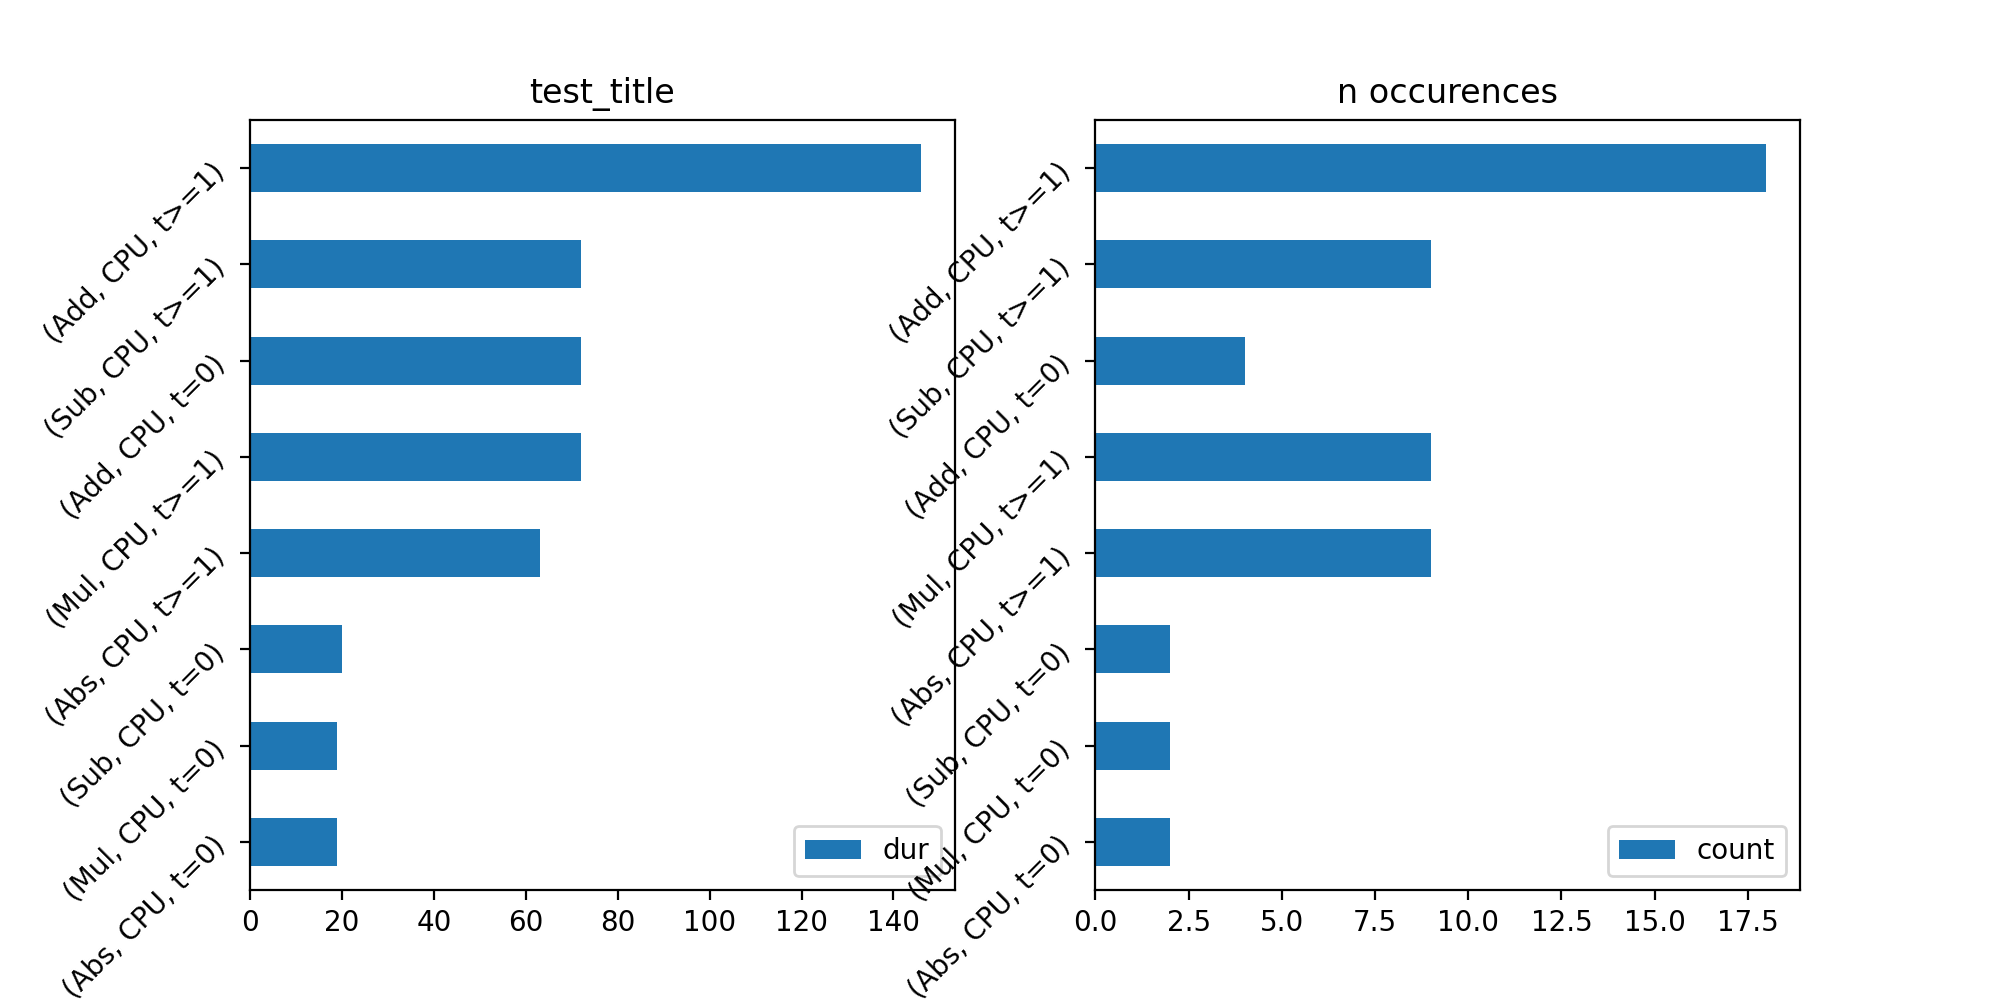 test_title
(Add, CPU, t>=1)
(Sub, CPU, t>=1)
(Add, CPU, t=0)
(Mul, CPU, t>=1)
(Abs, CPU, t>=1)
(Sub, CPU, t=0)
(Mul, CPU, t=0)
(Abs, CPU, t=0)
dur
0 20 40 60 80 100 120 140
n occurences
(Add, CPU, t>=1)
(Sub, CPU, t>=1)
(Add, CPU, t=0)
(Mul, CPU, t>=1)
(Abs, CPU, t>=1)
(Sub, CPU, t=0)
(Mul, CPU, t=0)
(Abs, CPU, t=0)
count
0.0 2.5 5.0 7.5 10.0 12.5 15.0 17.5